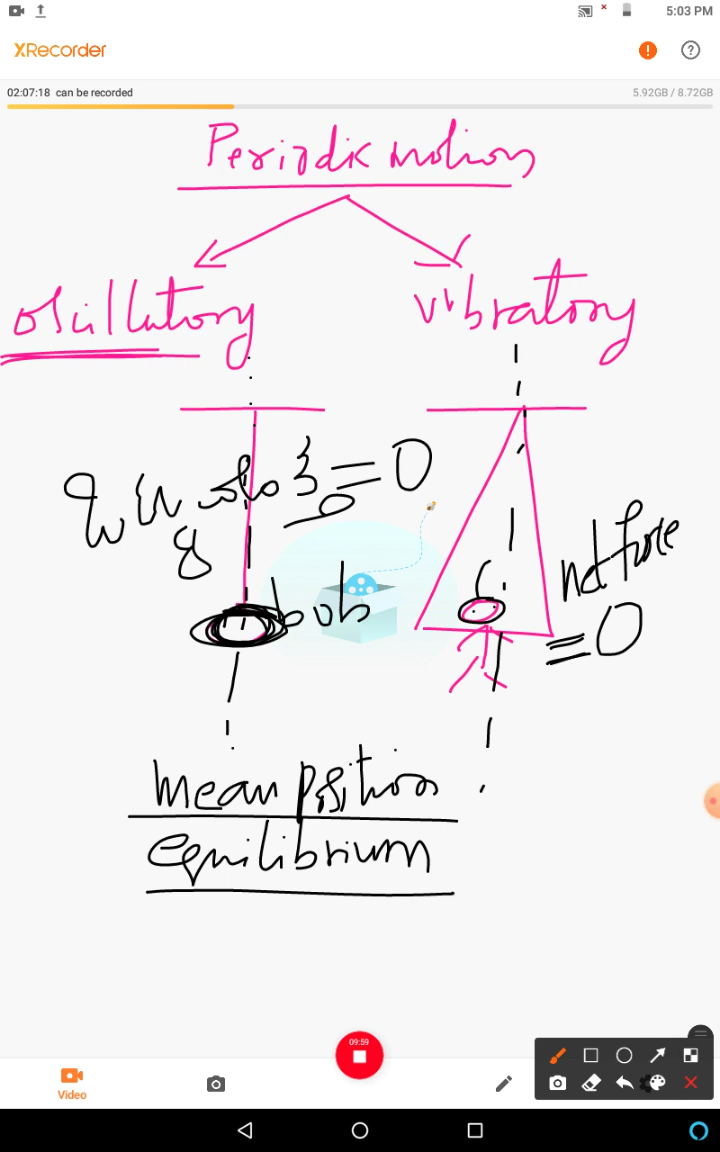 5:03 PM
XRecorder
02:07:18 can be recorded
5.92GB / 8.72GB
Periodic motion
oscillatory
vibratory
= 0
bob
net force
= 0
mean position
equilibrium
09:59
Video